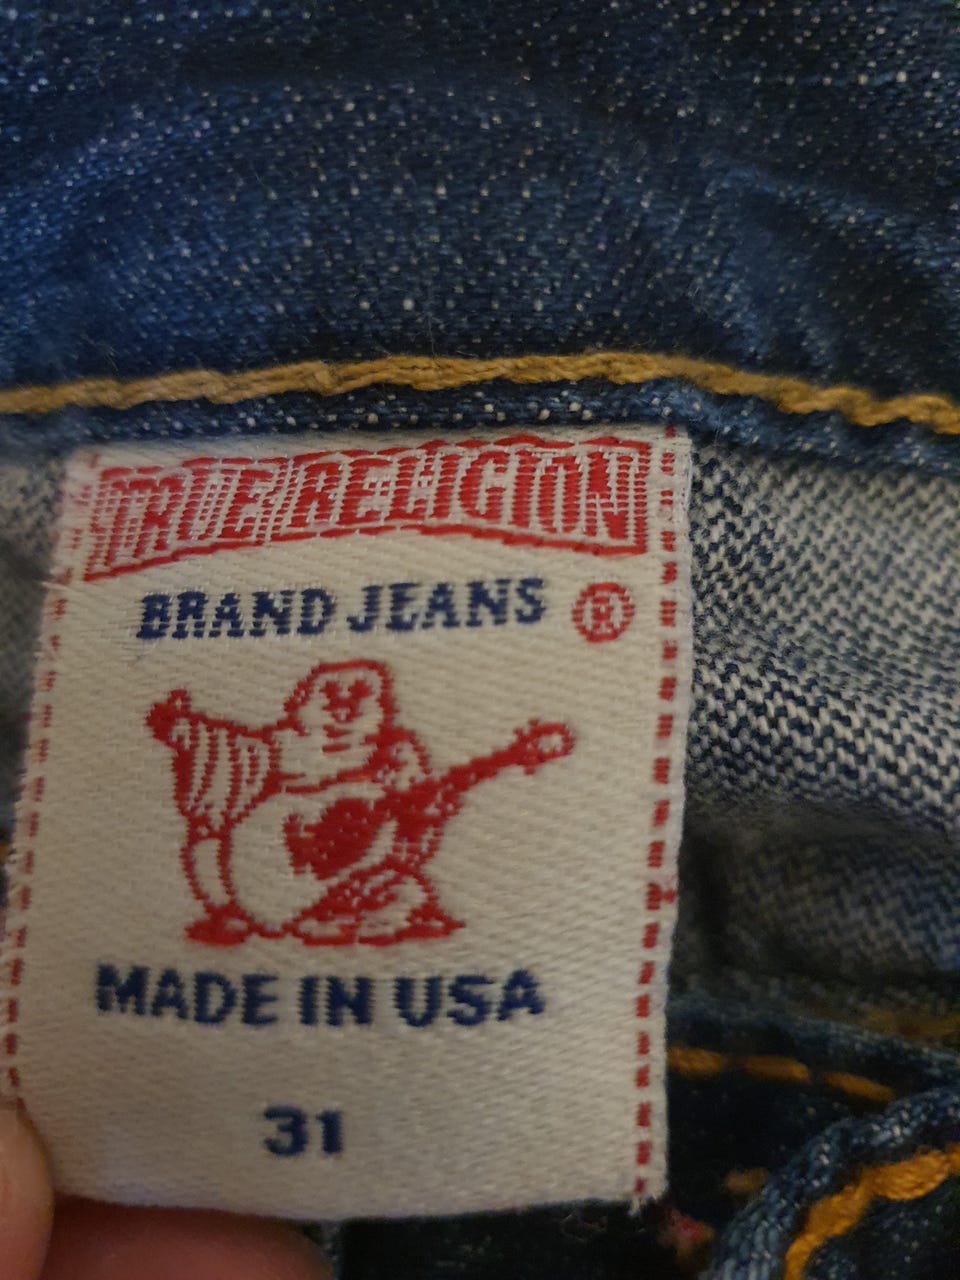 TRUE RELIGION
BRAND JEANS ®
MADE IN USA
31